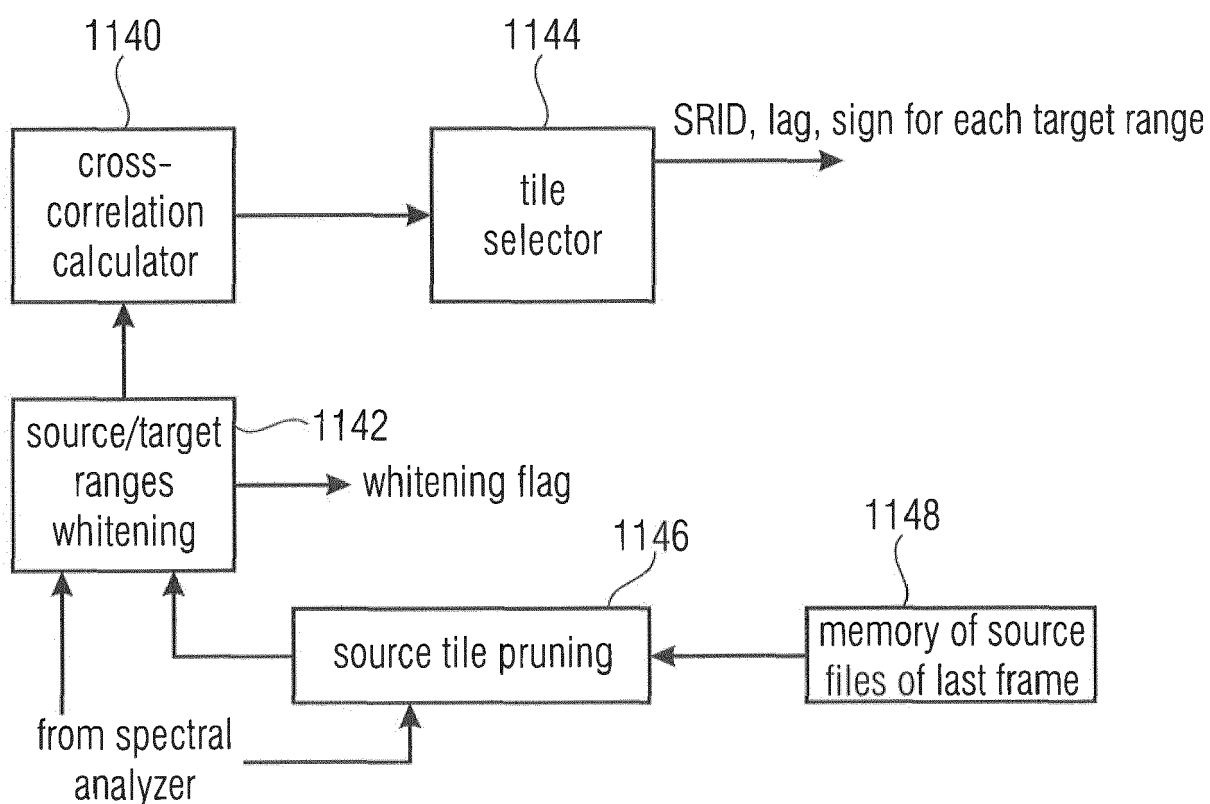 1140
1144
SRID, lag, sign for each target range
cross-
correlation
calculator
tile
selector
source/target
ranges
whitening
1142
whitening flag
1146
1148
source tile pruning
memory of source
files of last frame
from spectral
analyzer